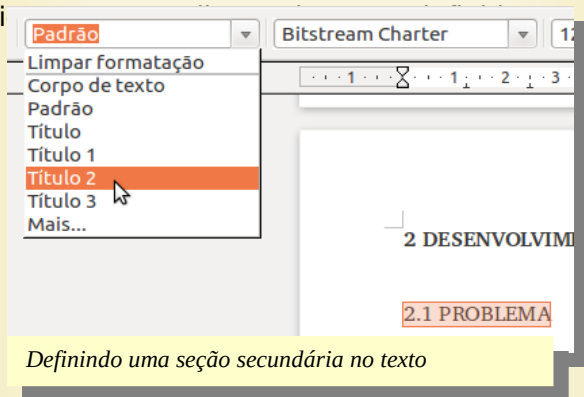 Padrão
Bitstream Charter
12
Limpar formatação
Corpo de texto
Padrão
Título
Título 1
Título 2
Título 3
Mais...
1 1 2 3
2 DESENVOLVIM
2.1 PROBLEMA
Definindo uma seção secundária no texto